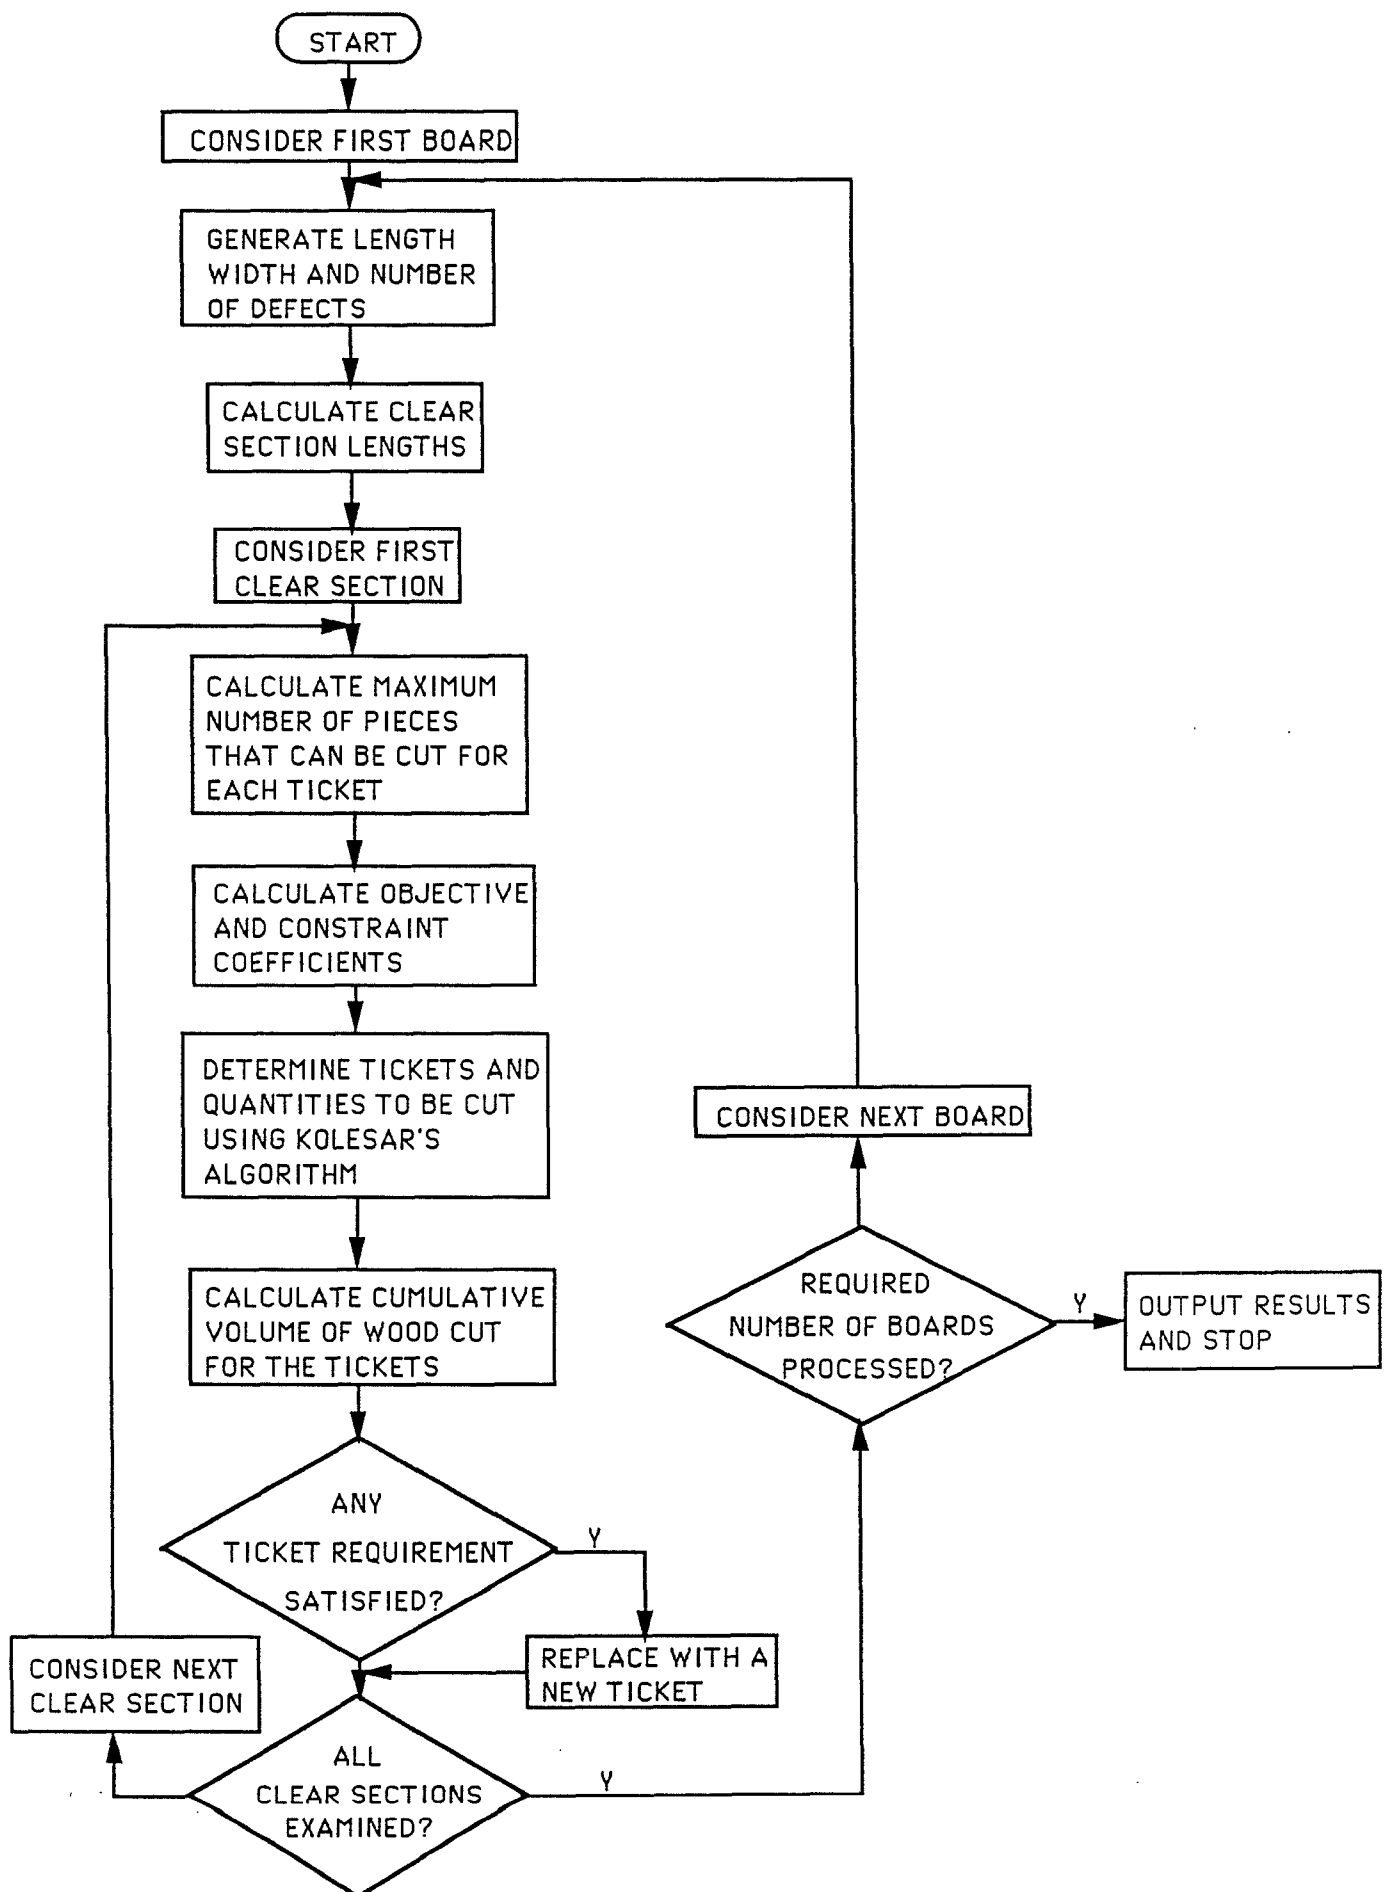 START
CONSIDER FIRST BOARD
GENERATE LENGTH
WIDTH AND NUMBER
OF DEFECTS
CALCULATE CLEAR
SECTION LENGTHS
CONSIDER FIRST
CLEAR SECTION
CALCULATE MAXIMUM
NUMBER OF PIECES
THAT CAN BE CUT FOR
EACH TICKET
CALCULATE OBJECTIVE
AND CONSTRAINT
COEFFICIENTS
DETERMINE TICKETS AND
QUANTITIES TO BE CUT
USING KOLESAR'S
ALGORITHM
CALCULATE CUMULATIVE
VOLUME OF WOOD CUT
FOR THE TICKETS
ANY
TICKET REQUIREMENT
SATISFIED?
Y
REPLACE WITH A
NEW TICKET
ALL
CLEAR SECTIONS
EXAMINED?
Y
CONSIDER NEXT
CLEAR SECTION
REQUIRED
NUMBER OF BOARDS
PROCESSED?
Y
OUTPUT RESULTS
AND STOP
CONSIDER NEXT BOARD